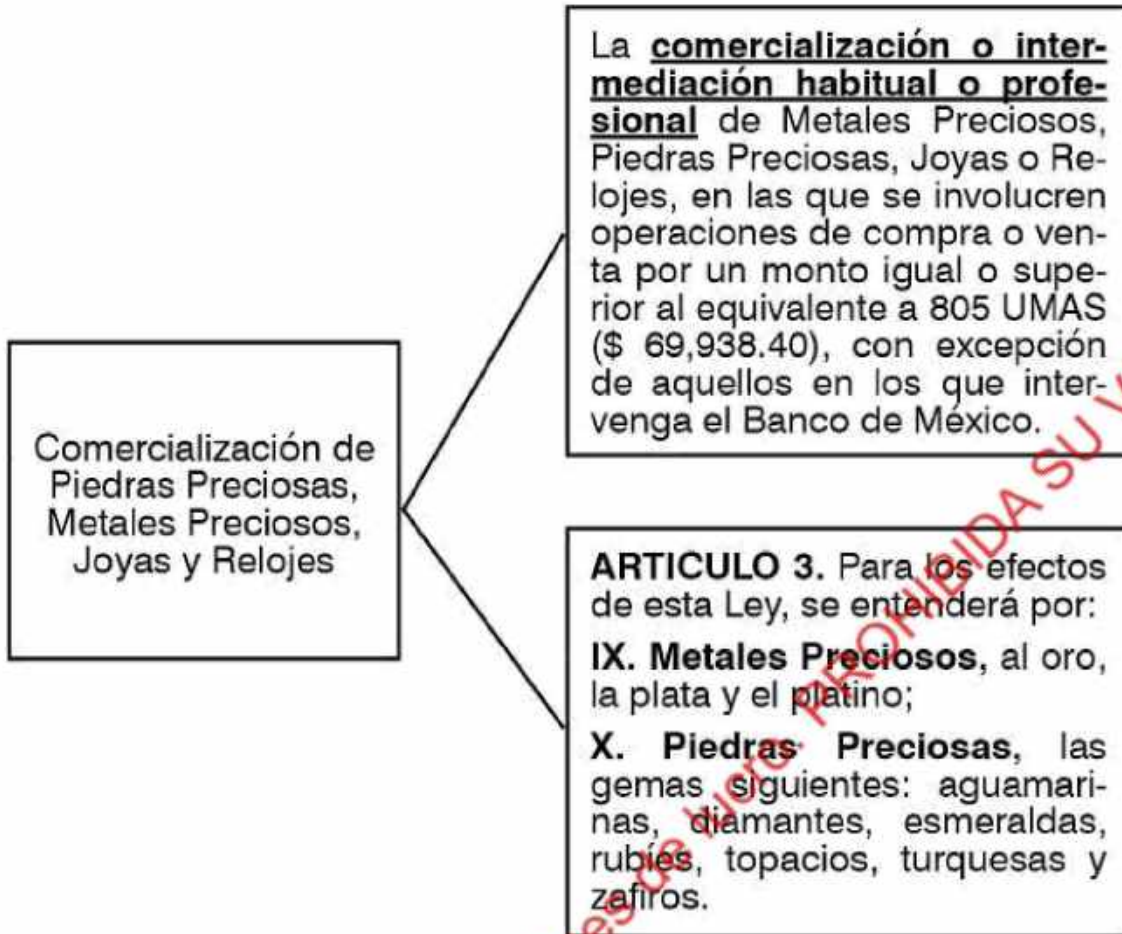 Comercialización de
Piedras Preciosas,
Metales Preciosos,
Joyas y Relojes
La comercialización o inter-
mediación habitual o profe-
sional de Metales Preciosos,
Piedras Preciosas, Joyas o Re-
lojes, en las que se involucren
operaciones de compra o ven-
ta por un monto igual o supe-
rior al equivalente a 805 UMAS
($ 69,938.40), con excepción
de aquellos en los que inter-
venga el Banco de México.
ARTICULO 3. Para los efectos
de esta Ley, se entenderá por:
IX. Metales Preciosos, al oro,
la plata y el platino;
X. Piedras Preciosas, las
gemas siguientes: aguamari-
nas, diamantes, esmeraldas,
rubíes, topacios, turquesas y
zafiros.
de lucro. PROHIBIDA SU